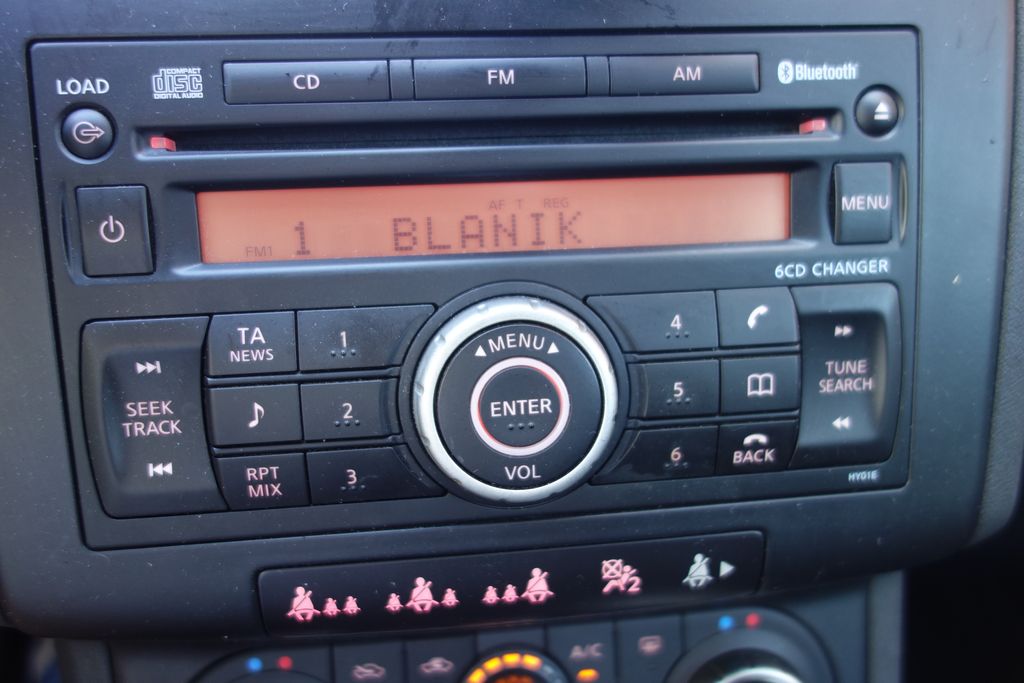 LOAD
COMPACT
disc
DIGITAL AUDIO
CD
FM
AM
Bluetooth
MENU
AF T REG
FM1 1 BLANIK
6CD CHANGER
SEEK
TRACK
TA
NEWS
RPT
MIX
1
2
3
MENU
ENTER
VOL
4
5
6
BACK
TUNE
SEARCH
HY01E
2
A/C